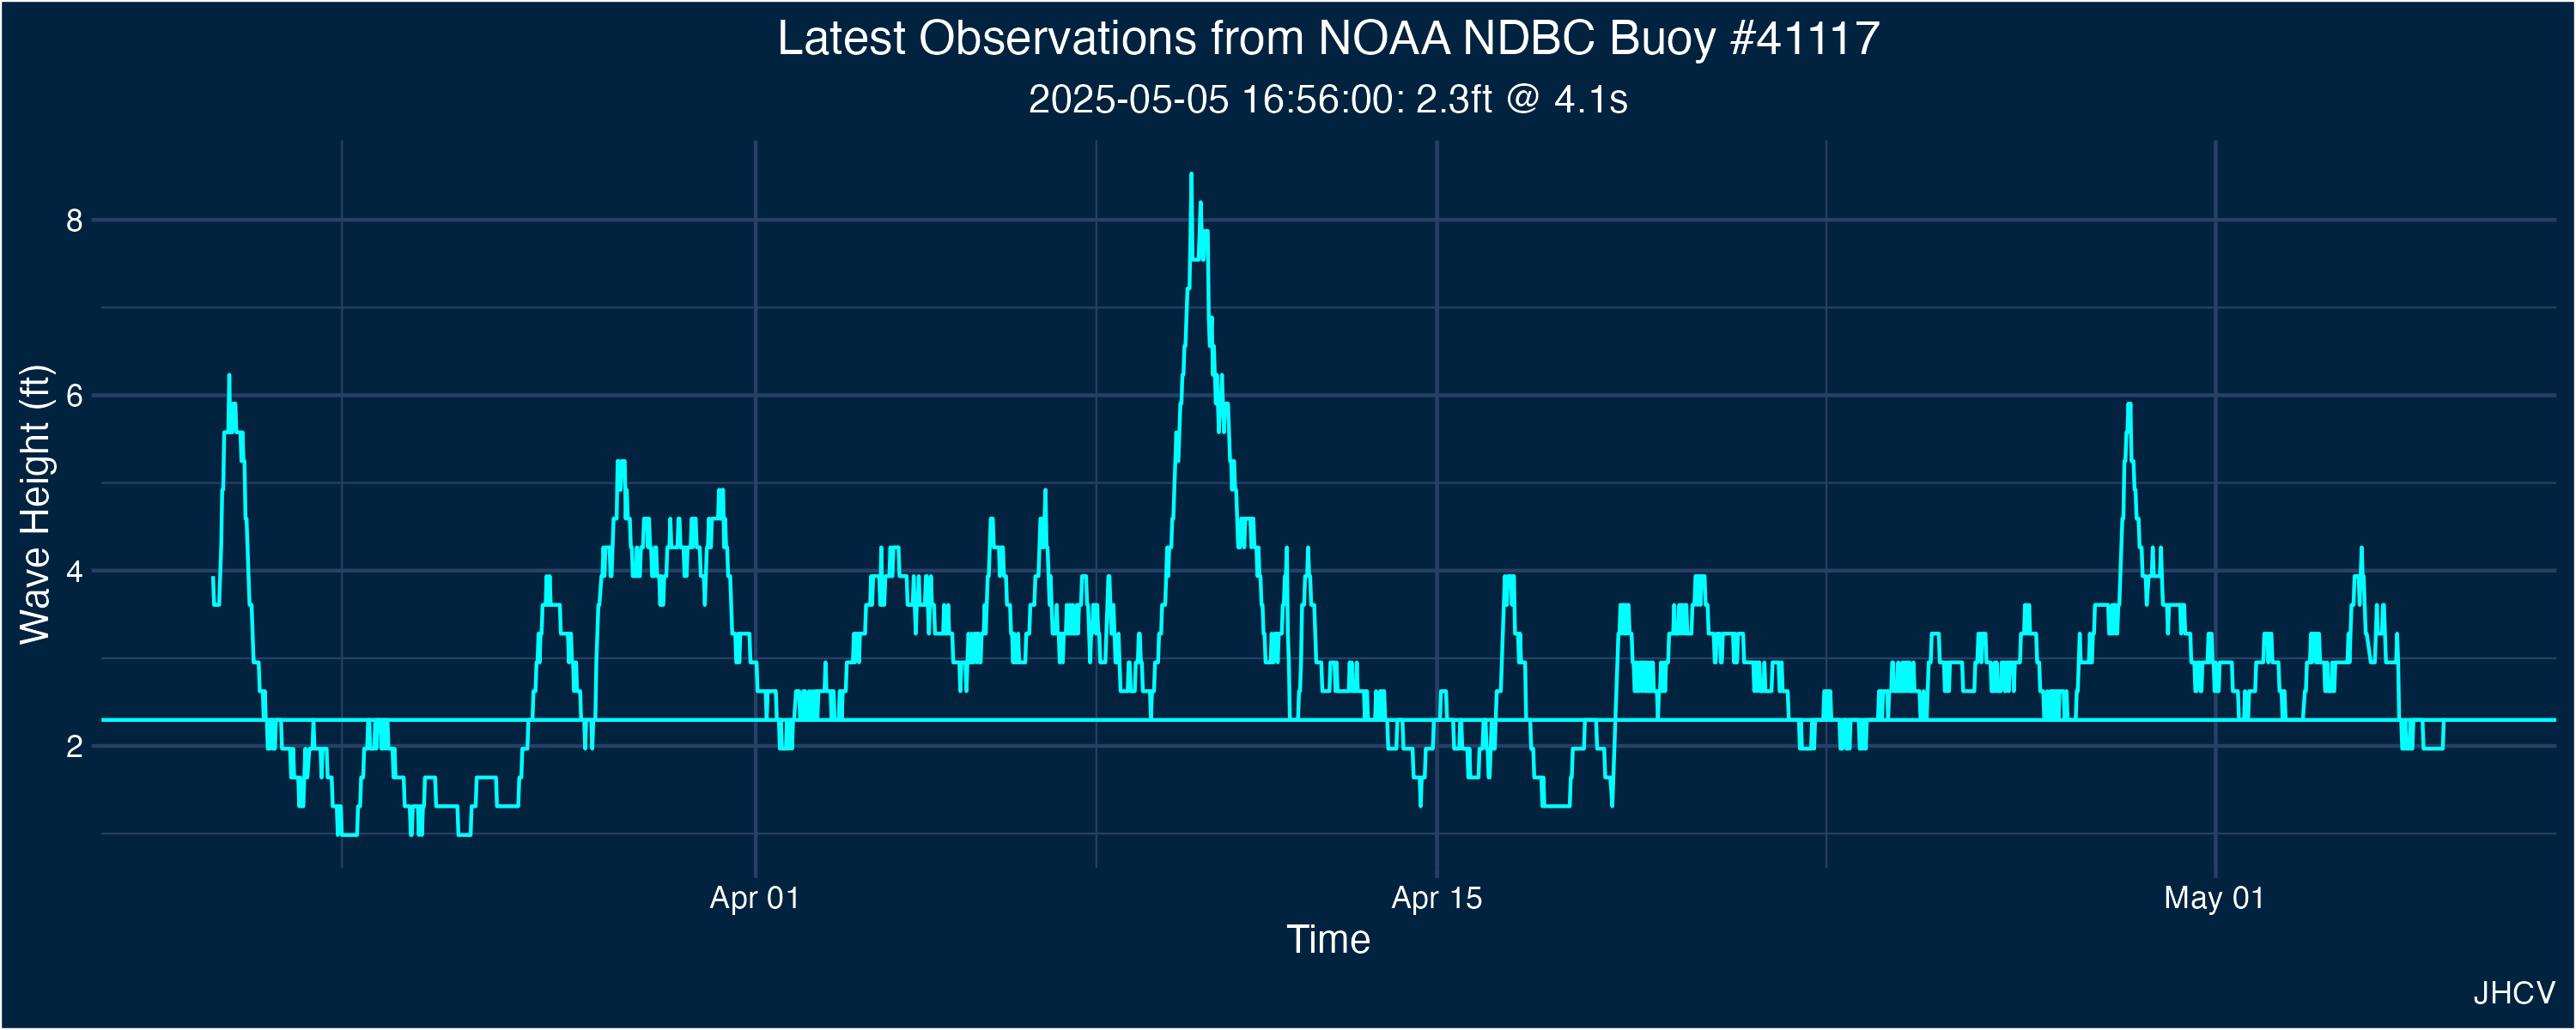 Latest Observations from NOAA NDBC Buoy #41117
2025-05-05 16:56:00: 2.3ft @ 4.1s
Wave Height (ft)
8
6
4
2
Apr 01
Apr 15
May 01
Time
JHCV